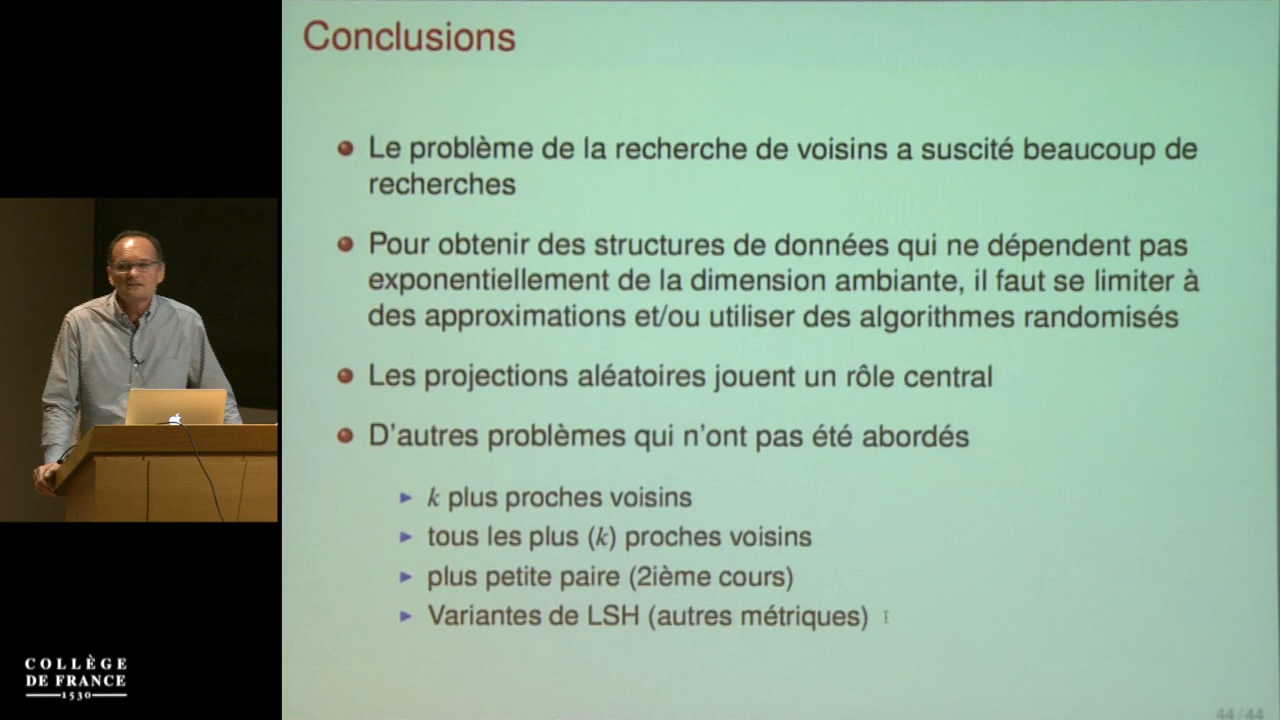 Conclusions
Le problème de la recherche de voisins a suscité beaucoup de
recherches
Pour obtenir des structures de données qui ne dépendent pas
exponentiellement de la dimension ambiante, il faut se limiter à
des approximations et/ou utiliser des algorithmes randomisés
Les projections aléatoires jouent un rôle central
D'autres problèmes qui n'ont pas été abordés
k plus proches voisins
tous les plus (k) proches voisins
plus petite paire (2ième cours)
Variantes de LSH (autres métriques)
44 / 44
COLLÈGE
DE FRANCE
1530